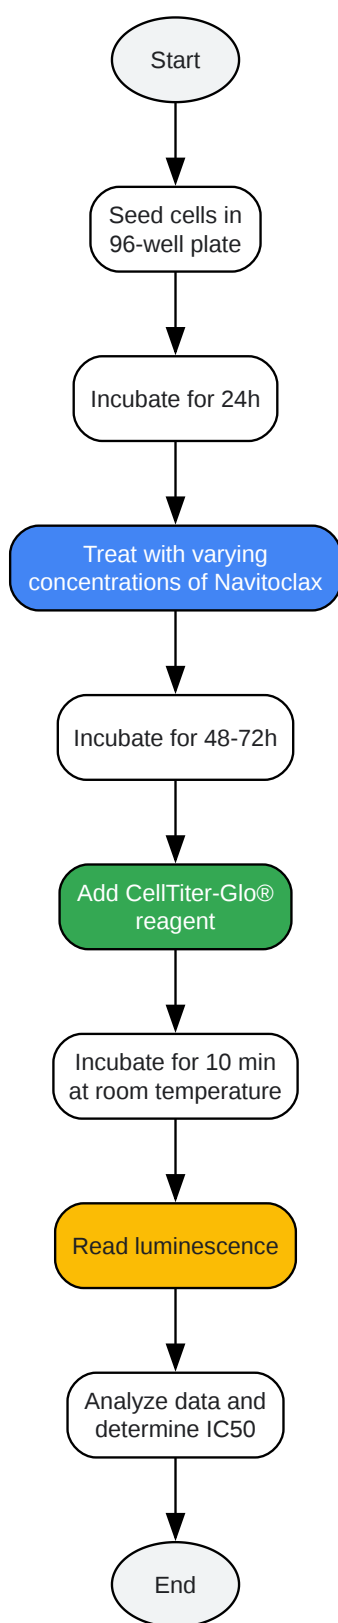 Start
Seed cells in
96-well plate
Incubate for 24h
Treat with varying
concentrations of Navitoclax
Incubate for 48-72h
Add CellTiter-Glo®
reagent
Incubate for 10 min
at room temperature
Read luminescence
Analyze data and
determine IC50
End